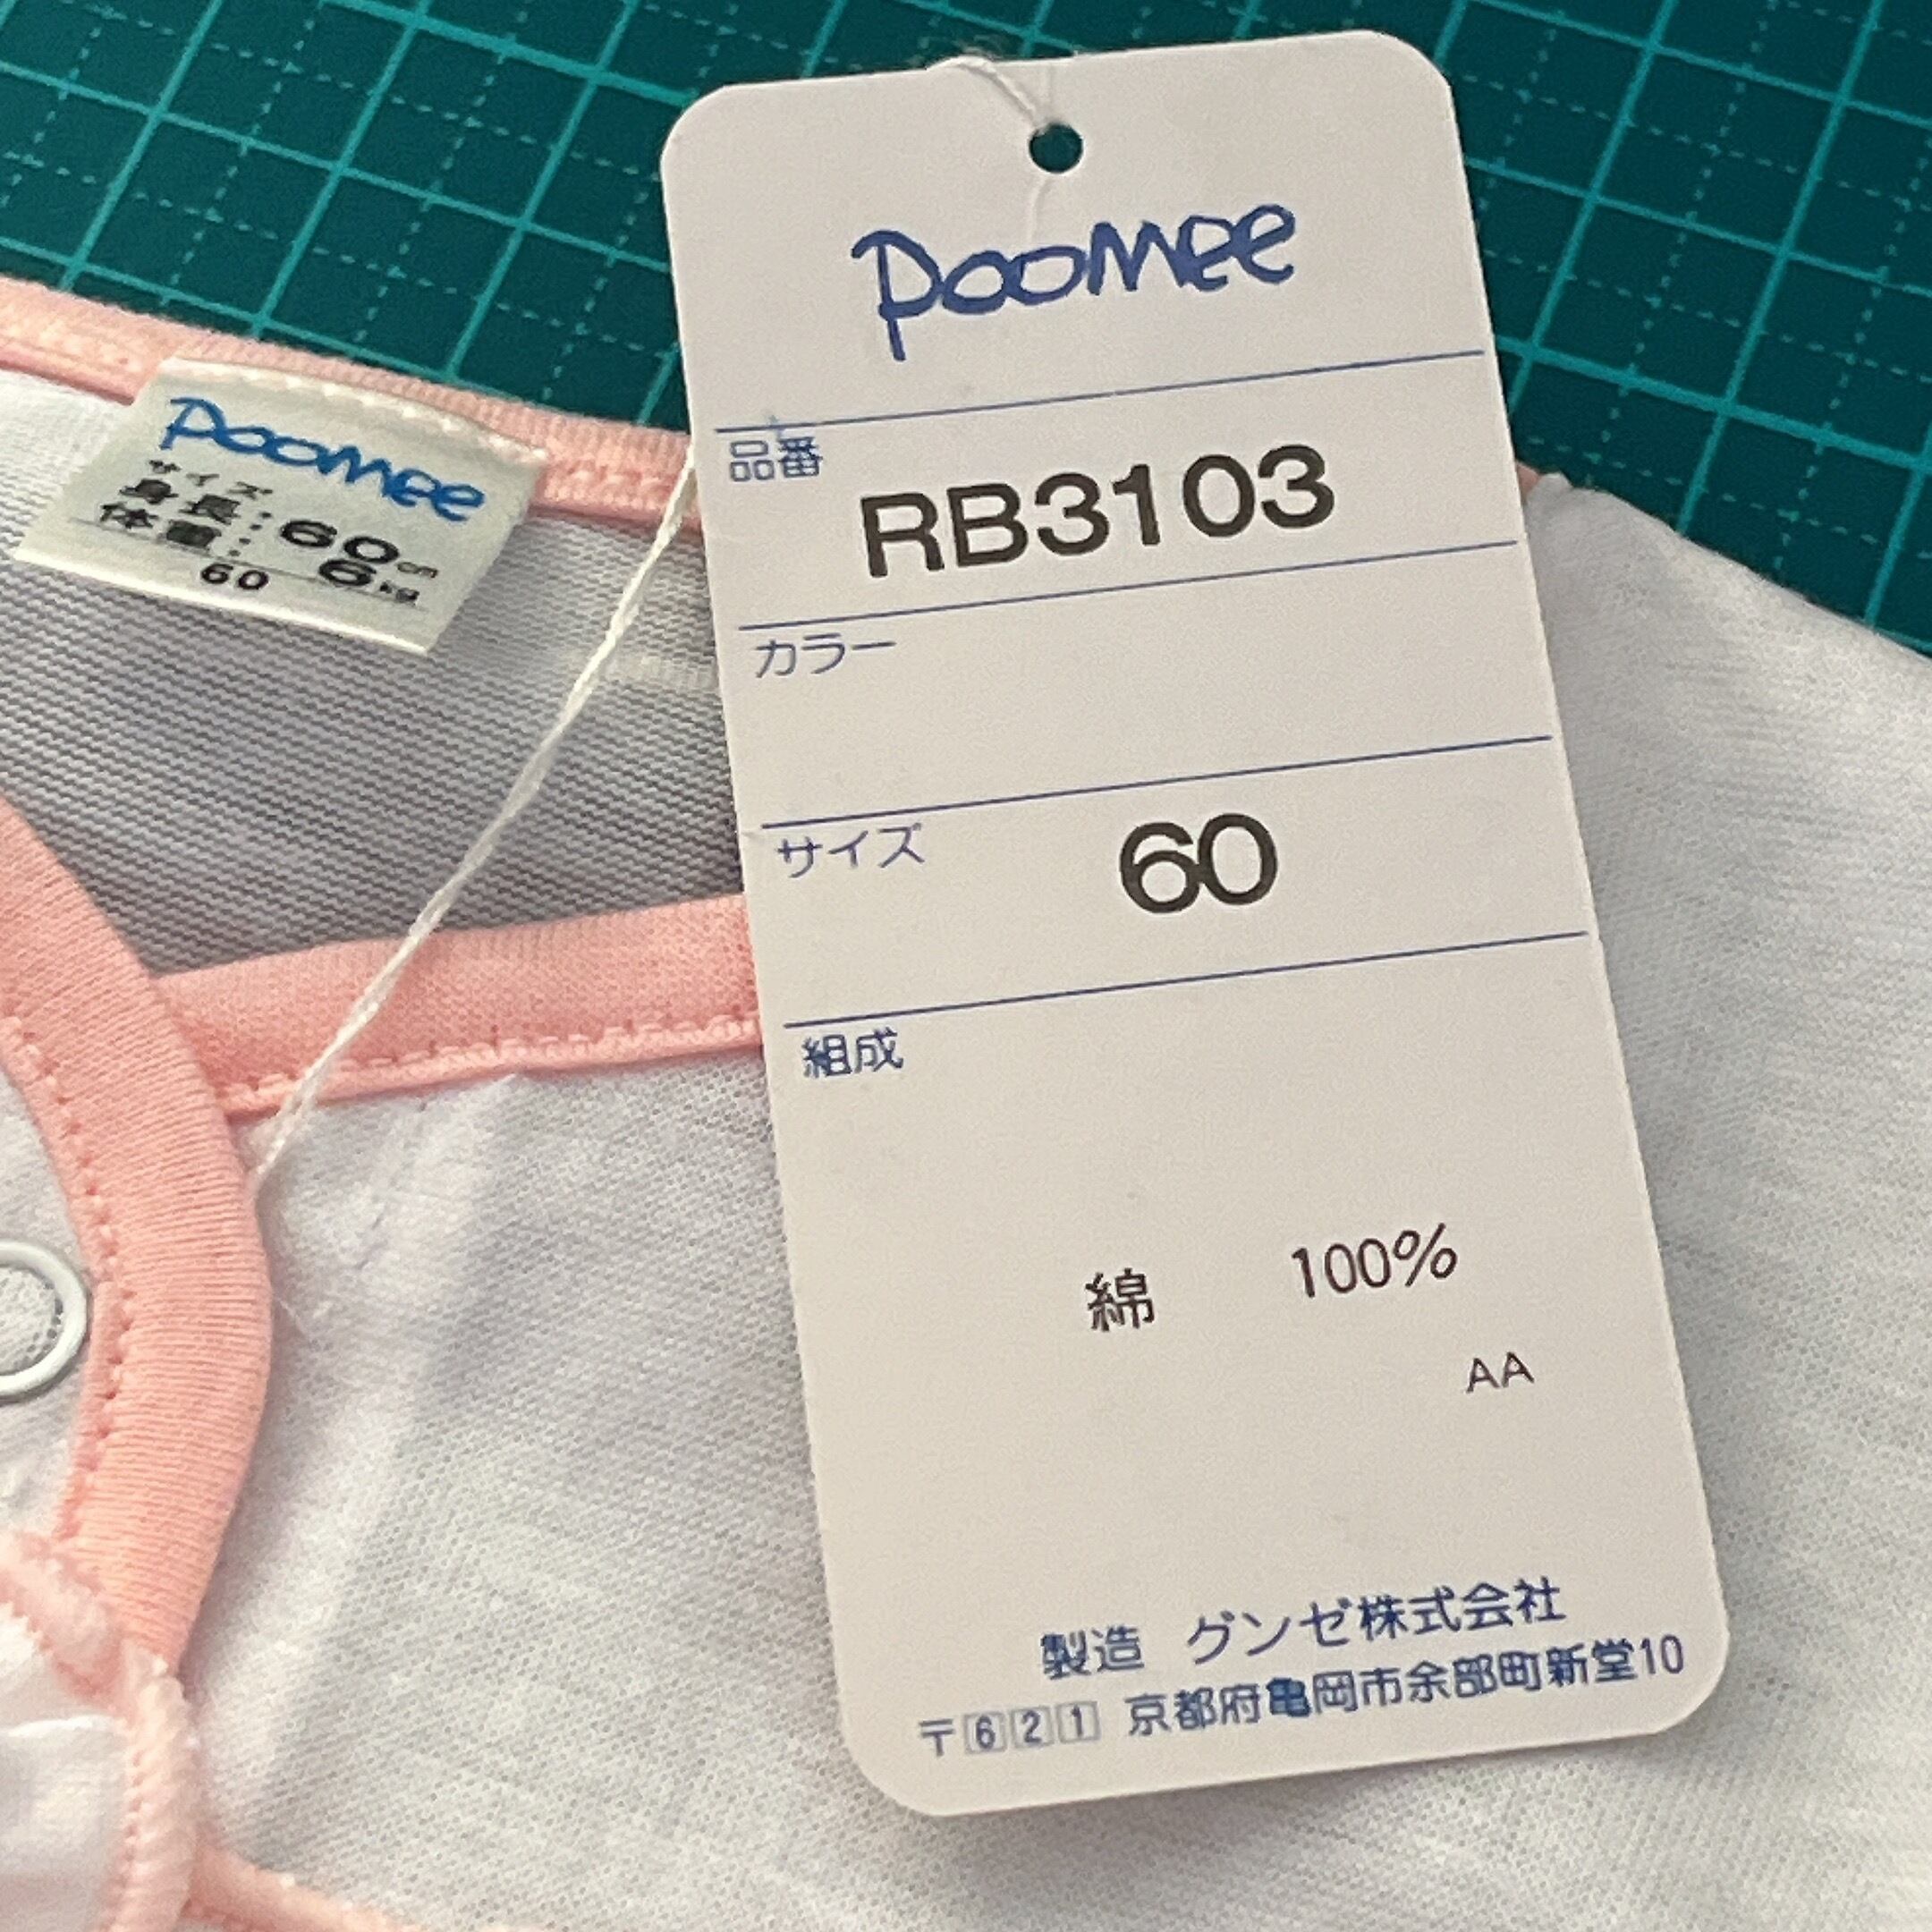 Poomee
品番
RB3103
カラー
サイズ 60
組成
綿 100%
AA
製造 グンゼ株式会社
〒621 京都府亀岡市余部町新堂10
Poomee
サイズ
身長:60cm
体重:6kg
60